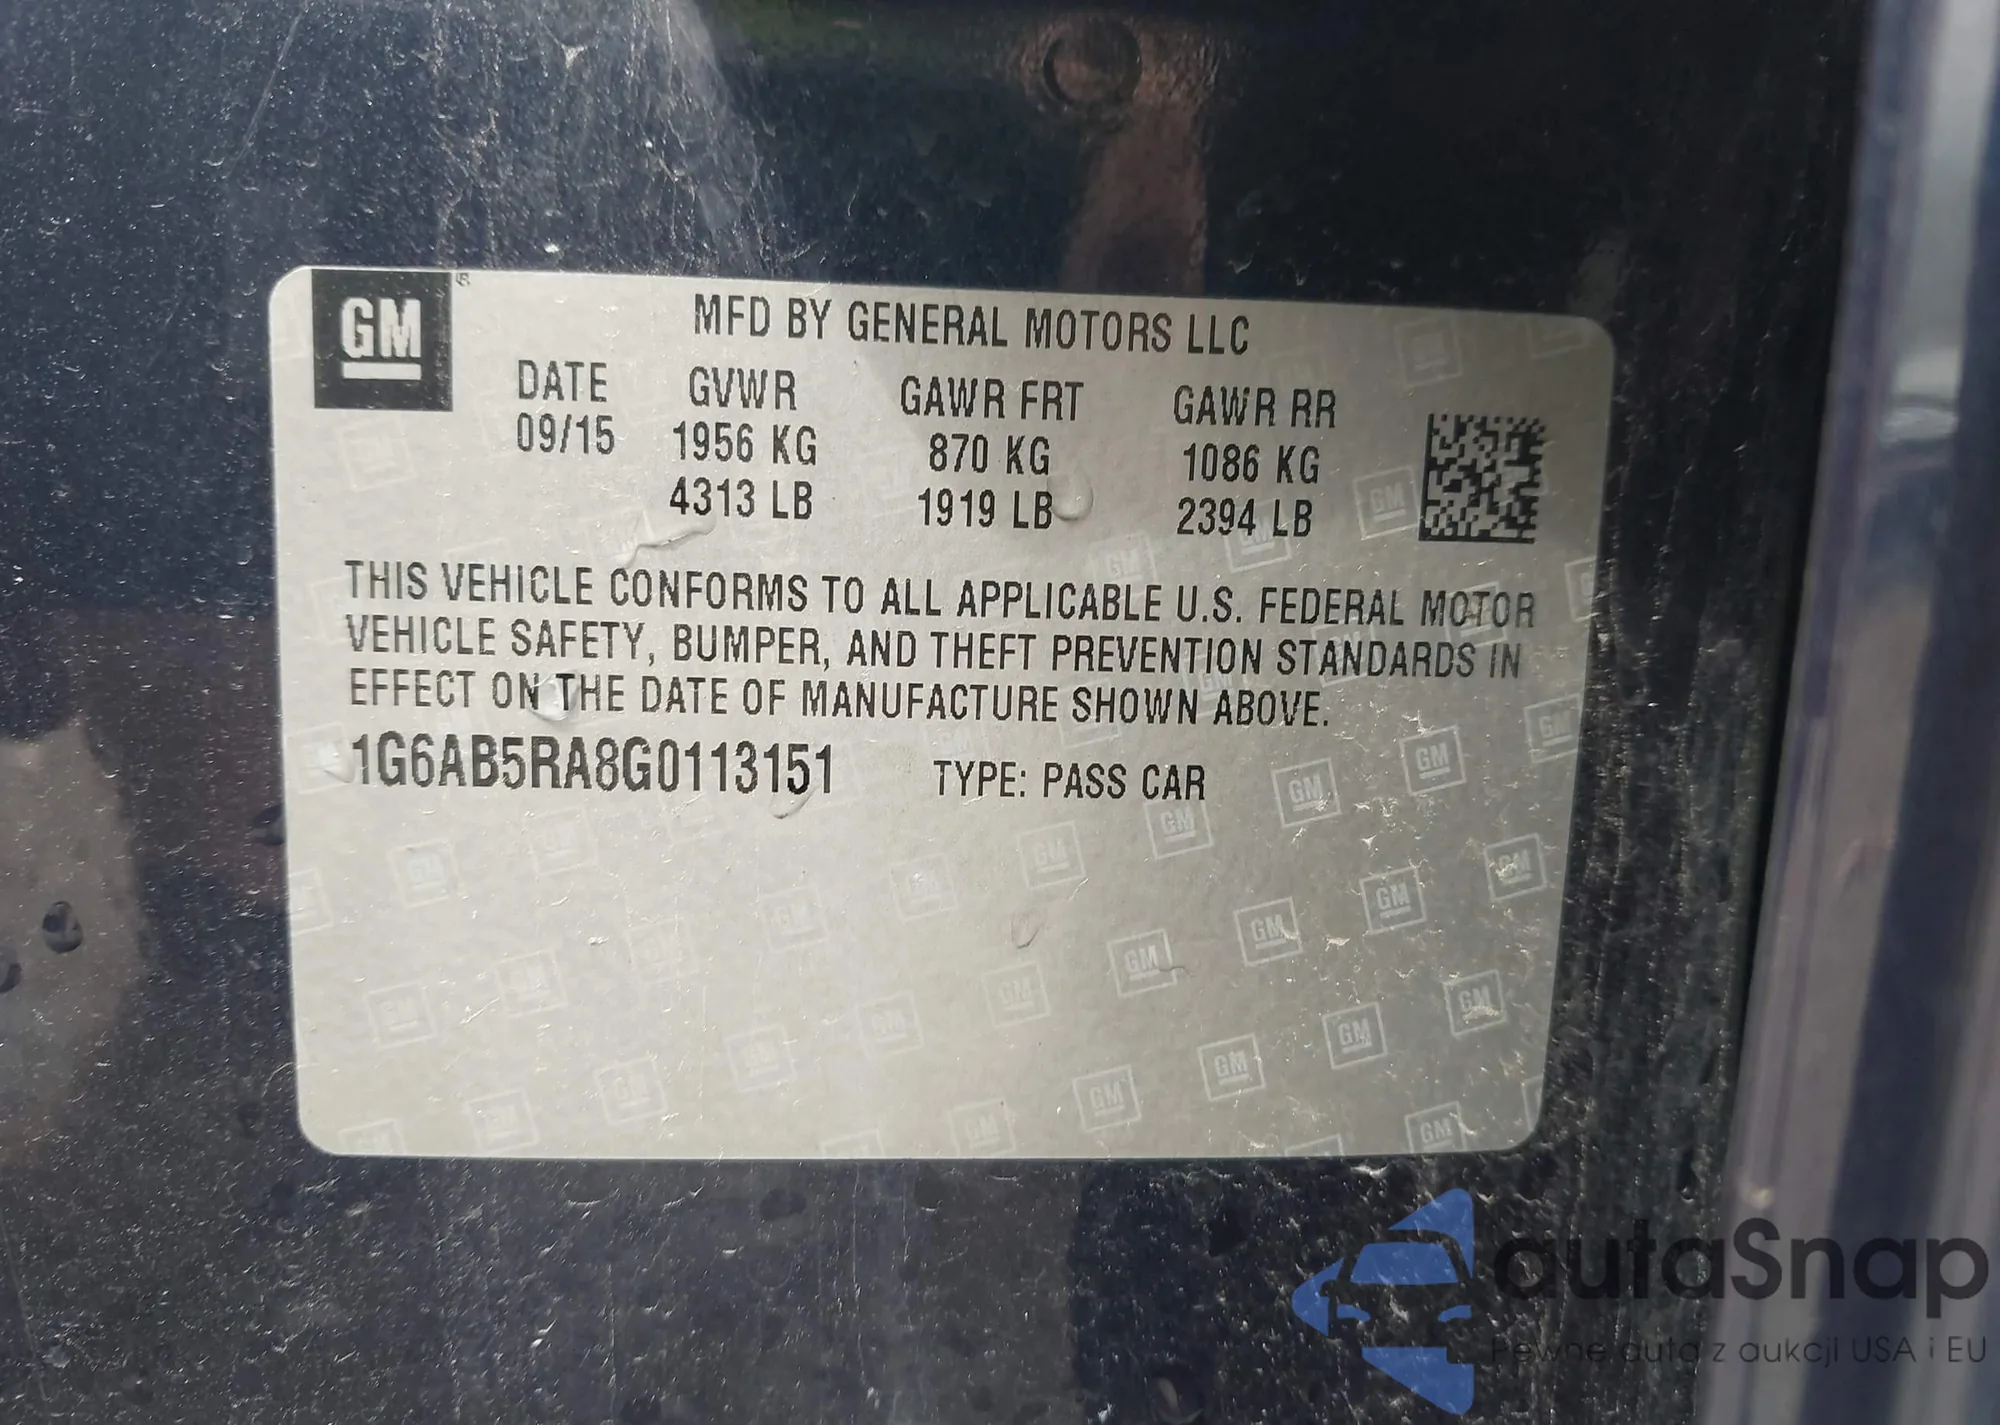 GM
MFD BY GENERAL MOTORS LLC
DATE GVWR GAWR FRT GAWR RR
09/15 1956 KG 870 KG 1086 KG
4313 LB 1919 LB 2394 LB
THIS VEHICLE CONFORMS TO ALL APPLICABLE U.S. FEDERAL MOTOR
VEHICLE SAFETY, BUMPER, AND THEFT PREVENTION STANDARDS IN
EFFECT ON THE DATE OF MANUFACTURE SHOWN ABOVE.
1G6AB5RA8G0113151 TYPE: PASS CAR
autaSnap
Pewne auta z aukcji USA i EU